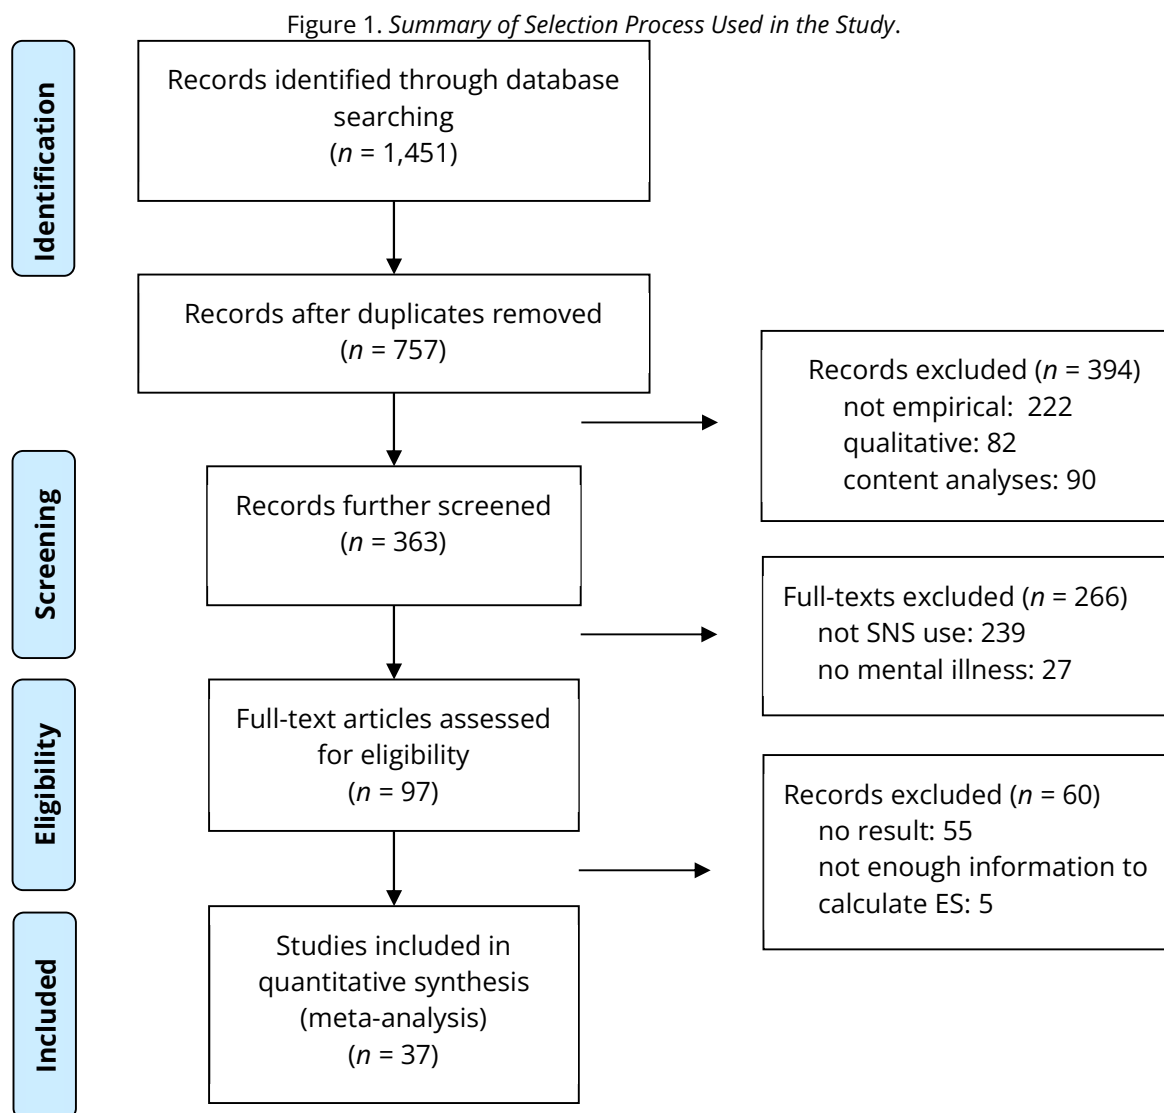 Figure 1. Summary of Selection Process Used in the Study.
Identification
Records identified through database
searching
(n = 1,451)
Records after duplicates removed
(n = 757)
Records excluded (n = 394)
not empirical:  222
qualitative: 82
content analyses: 90
Screening
Records further screened
(n = 363)
Full-texts excluded (n = 266)
not SNS use: 239
no mental illness: 27
Eligibility
Full-text articles assessed
for eligibility
(n = 97)
Records excluded (n = 60)
no result: 55
not enough information to
calculate ES: 5
Included
Studies included in
quantitative synthesis
(meta-analysis)
(n = 37)